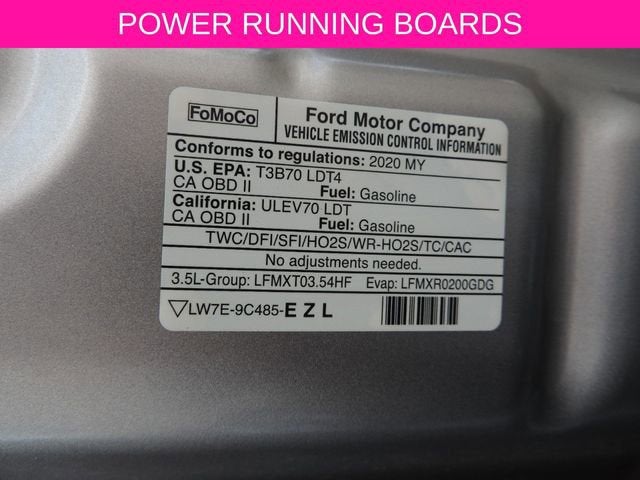 POWER RUNNING BOARDS
FoMoCo
Ford Motor Company
VEHICLE EMISSION CONTROL INFORMATION
Conforms to regulations: 2020 MY
U.S. EPA: T3B70 LDT4
CA OBD II Fuel: Gasoline
California: ULEV70 LDT
CA OBD II Fuel: Gasoline
TWC/DFI/SFI/HO2S/WR-HO2S/TC/CAC
No adjustments needed.
3.5L-Group: LFMXT03.54HF Evap: LFMXR0200GDG
LW7E-9C485-E Z L